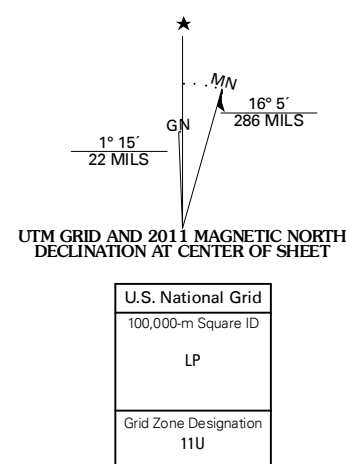 MN
GN
16° 5´
286 MILS
1° 15´
22 MILS
UTM GRID AND 2011 MAGNETIC NORTH
DECLINATION AT CENTER OF SHEET
U.S. National Grid
100,000-m Square ID
LP
Grid Zone Designation
11U